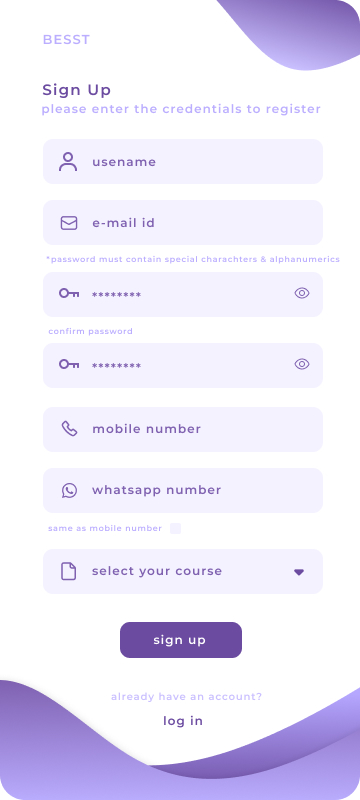 BESST
Sign Up
please enter the credentials to register
usename
e-mail id
*password must contain special charachters & alphanumerics
********
confirm password
********
mobile number
whatsapp number
same as mobile number
select your course
sign up
already have an account?
log in